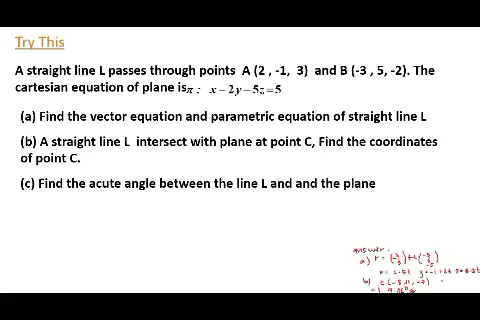 Try This
A straight line L passes through points A (2 , -1, 3) and B (-3 , 5, -2). The
cartesian equation of plane is π : x − 2y − 5z = 5
(a) Find the vector equation and parametric equation of straight line L
(b) A straight line L intersect with plane at point C, Find the coordinates
of point C.
(c) Find the acute angle between the line L and and the plane
answer:
a) r =
b)